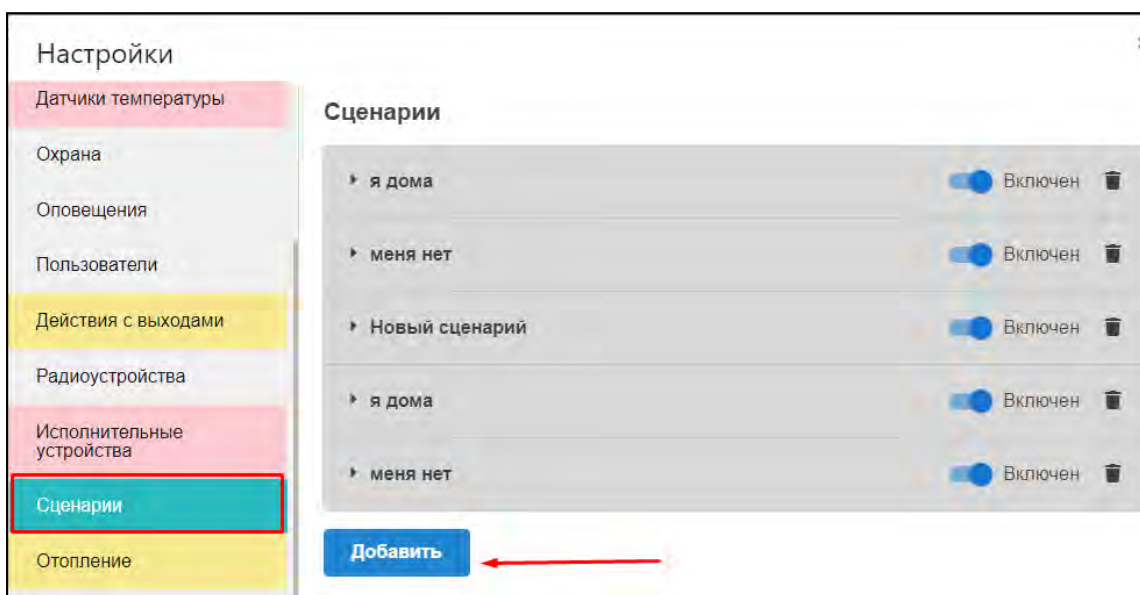 Настройки
Датчики температуры
Охрана
Оповещения
Пользователи
Действия с выходами
Радиоустройства
Исполнительные
устройства
Сценарии
Отопление
Сценарии
я дома Включен
меня нет Включен
Новый сценарий Включен
я дома Включен
меня нет Включен
Добавить